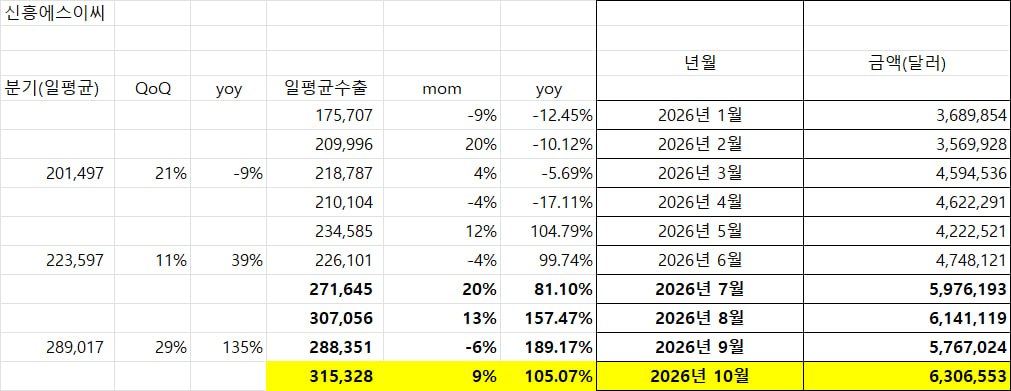 신흥에스이씨
년월 금액(달러)
분기(일평균) QoQ yoy 일평균수출 mom yoy
175,707 -9% -12.45% 2026년 1월 3,689,854
209,996 20% -10.12% 2026년 2월 3,569,928
201,497 21% -9% 218,787 4% -5.69% 2026년 3월 4,594,536
210,104 -4% -17.11% 2026년 4월 4,622,291
234,585 12% 104.79% 2026년 5월 4,222,521
223,597 11% 39% 226,101 -4% 99.74% 2026년 6월 4,748,121
271,645 20% 81.10% 2026년 7월 5,976,193
307,056 13% 157.47% 2026년 8월 6,141,119
289,017 29% 135% 288,351 -6% 189.17% 2026년 9월 5,767,024
315,328 9% 105.07% 2026년 10월 6,306,553